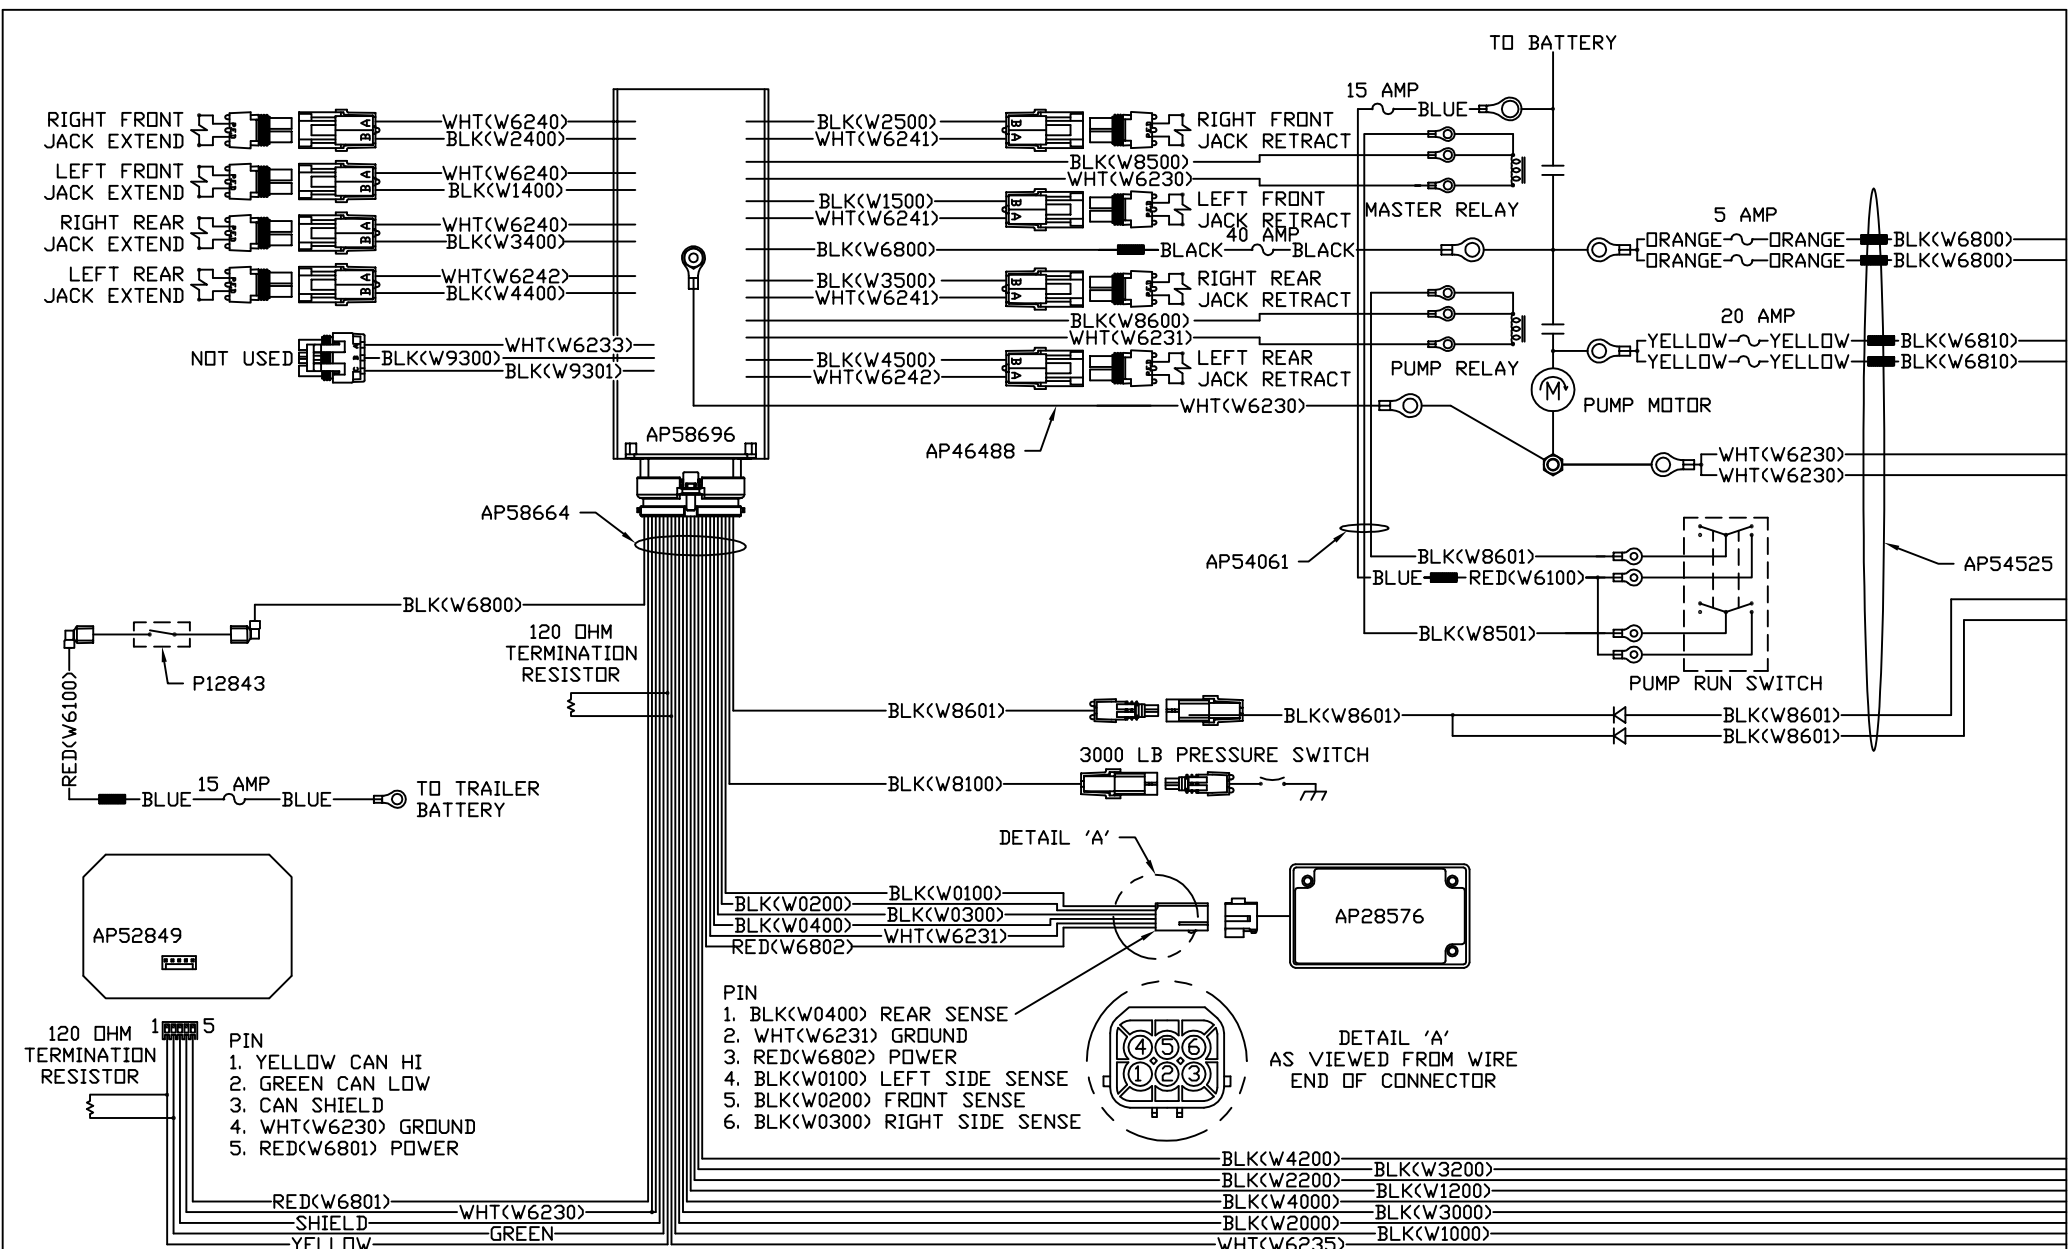 TO BATTERY
15 AMP
BLUE
RIGHT FRONT
JACK EXTEND
WHT(W6240)
BLK(W2400)
A
B
LEFT FRONT
JACK EXTEND
WHT(W6240)
BLK(W1400)
A
B
RIGHT REAR
JACK EXTEND
WHT(W6240)
BLK(W3400)
A
B
LEFT REAR
JACK EXTEND
WHT(W6242)
BLK(W4400)
A
B
NOT USED
WHT(W6233)
BLK(W9300)
BLK(W9301)
BLK(W2500)
WHT(W6241)
B
A
RIGHT FRONT
JACK RETRACT
BLK(W8500)
WHT(W6230)
BLK(W1500)
WHT(W6241)
B
A
LEFT FRONT
JACK RETRACT
MASTER RELAY
BLK(W6800)
BLACK
40 AMP
BLACK
BLK(W3500)
WHT(W6241)
B
A
RIGHT REAR
JACK RETRACT
BLK(W8600)
WHT(W6231)
BLK(W4500)
WHT(W6242)
B
A
LEFT REAR
JACK RETRACT
PUMP RELAY
WHT(W6230)
M
PUMP MOTOR
5 AMP
ORANGE
ORANGE
BLK(W6800)
ORANGE
ORANGE
BLK(W6800)
20 AMP
YELLOW
YELLOW
BLK(W6810)
YELLOW
YELLOW
BLK(W6810)
WHT(W6230)
WHT(W6230)
AP58696
AP46488
AP58664
AP54061
AP54525
BLK(W8601)
BLUE
RED(W6100)
BLK(W8501)
PUMP RUN SWITCH
BLK(W6800)
P12843
RED(W6100)
BLUE
15 AMP
BLUE
TO TRAILER
BATTERY
120 OHM
TERMINATION
RESISTOR
BLK(W8601)
BLK(W8601)
BLK(W8601)
BLK(W8601)
3000 LB PRESSURE SWITCH
BLK(W8100)
DETAIL 'A'
BLK(W0100)
BLK(W0200)
BLK(W0300)
BLK(W0400)
WHT(W6231)
RED(W6802)
AP28576
AP52849
PIN
1. BLK(W0400) REAR SENSE
2. WHT(W6231) GROUND
3. RED(W6802) POWER
4. BLK(W0100) LEFT SIDE SENSE
5. BLK(W0200) FRONT SENSE
6. BLK(W0300) RIGHT SIDE SENSE
4 5 6
1 2 3
DETAIL 'A'
AS VIEWED FROM WIRE
END OF CONNECTOR
120 OHM
TERMINATION
RESISTOR
1 5
PIN
1. YELLOW CAN HI
2. GREEN CAN LOW
3. CAN SHIELD
4. WHT(W6230) GROUND
5. RED(W6801) POWER
RED(W6801)
WHT(W6230)
SHIELD
GREEN
YELLOW
BLK(W4200)
BLK(W3200)
BLK(W2200)
BLK(W1200)
BLK(W4000)
BLK(W3000)
BLK(W2000)
BLK(W1000)
WHT(W6235)